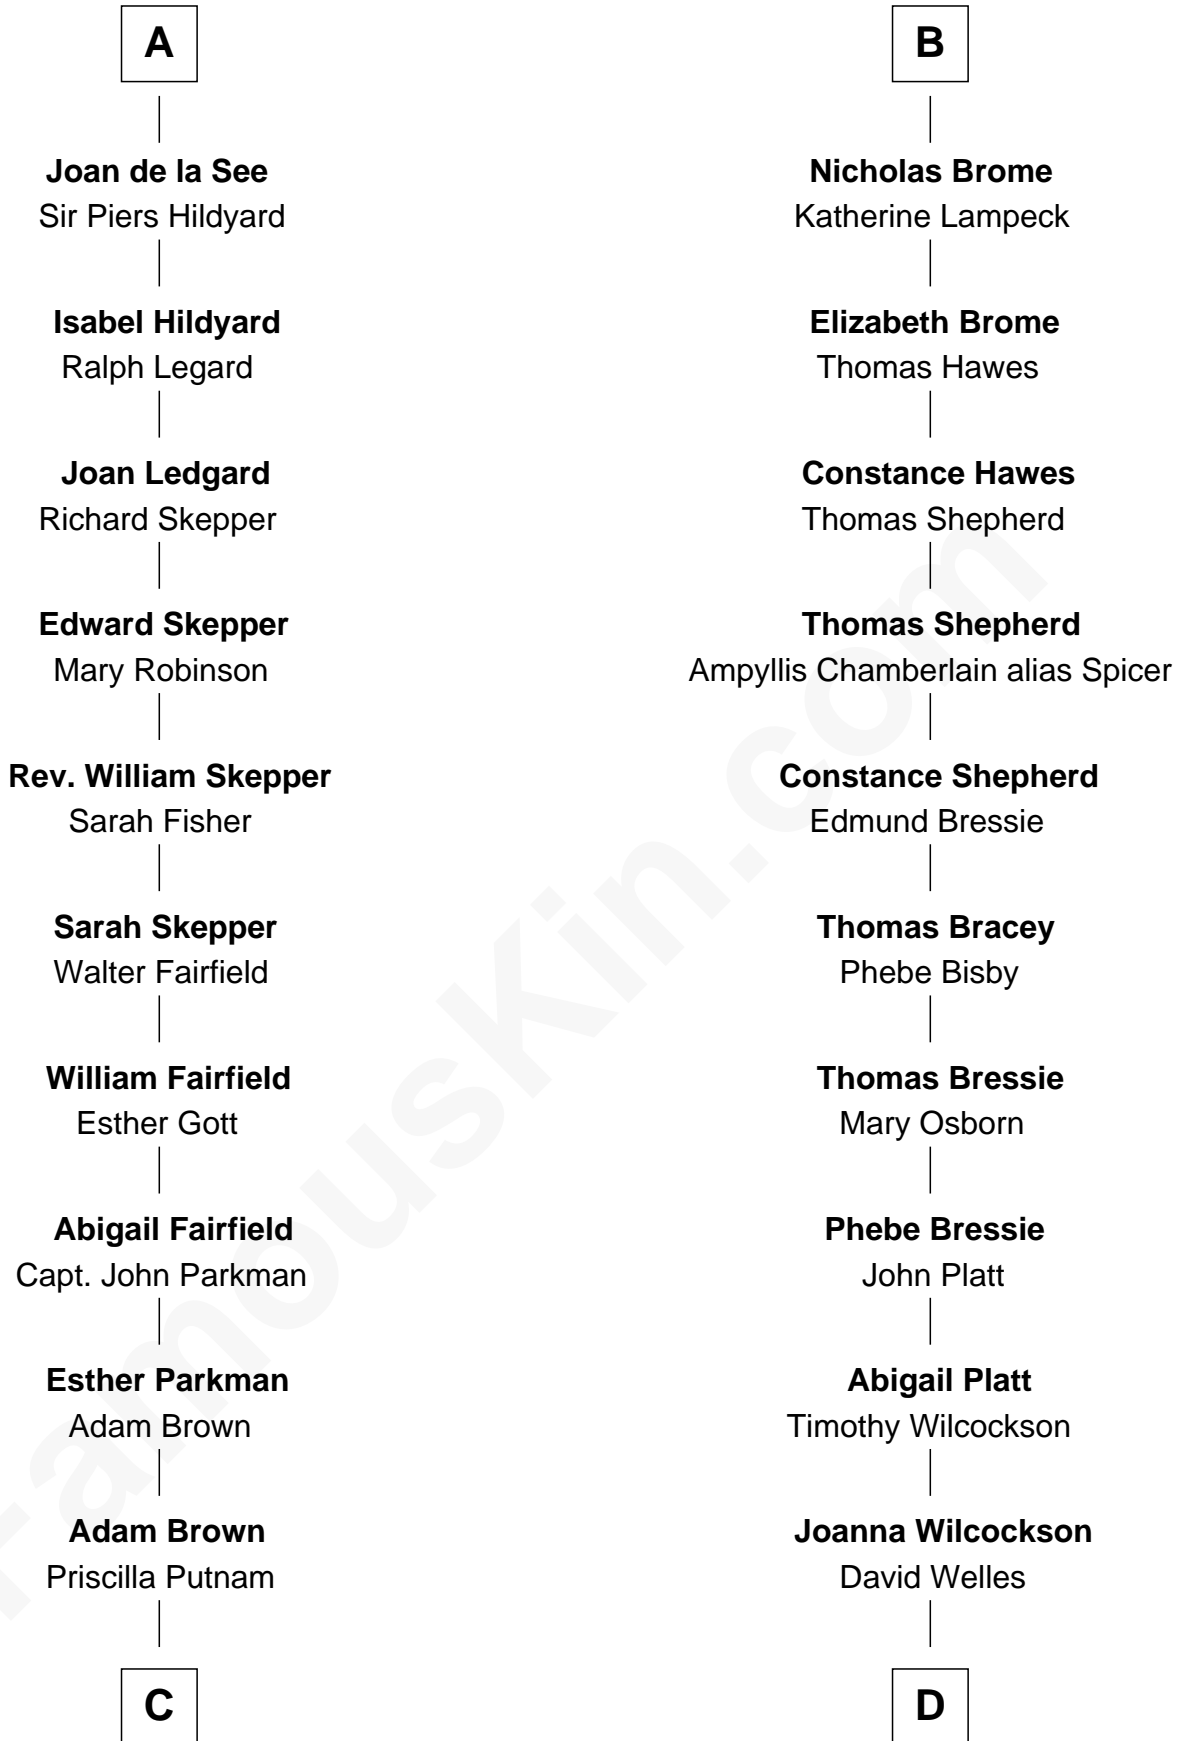 A
Joan de la See
Sir Piers Hildyard
Isabel Hildyard
Ralph Legard
Joan Ledgard
Richard Skepper
Edward Skepper
Mary Robinson
Rev. William Skepper
Sarah Fisher
Sarah Skepper
Walter Fairfield
William Fairfield
Esther Gott
Abigail Fairfield
Capt. John Parkman
Esther Parkman
Adam Brown
Adam Brown
Priscilla Putnam
C
B
Nicholas Brome
Katherine Lampeck
Elizabeth Brome
Thomas Hawes
Constance Hawes
Thomas Shepherd
Thomas Shepherd
Ampyllis Chamberlain alias Spicer
Constance Shepherd
Edmund Bressie
Thomas Bracey
Phebe Bisby
Thomas Bressie
Mary Osborn
Phebe Bressie
John Platt
Abigail Platt
Timothy Wilcockson
Joanna Wilcockson
David Welles
D
FamousKin.com